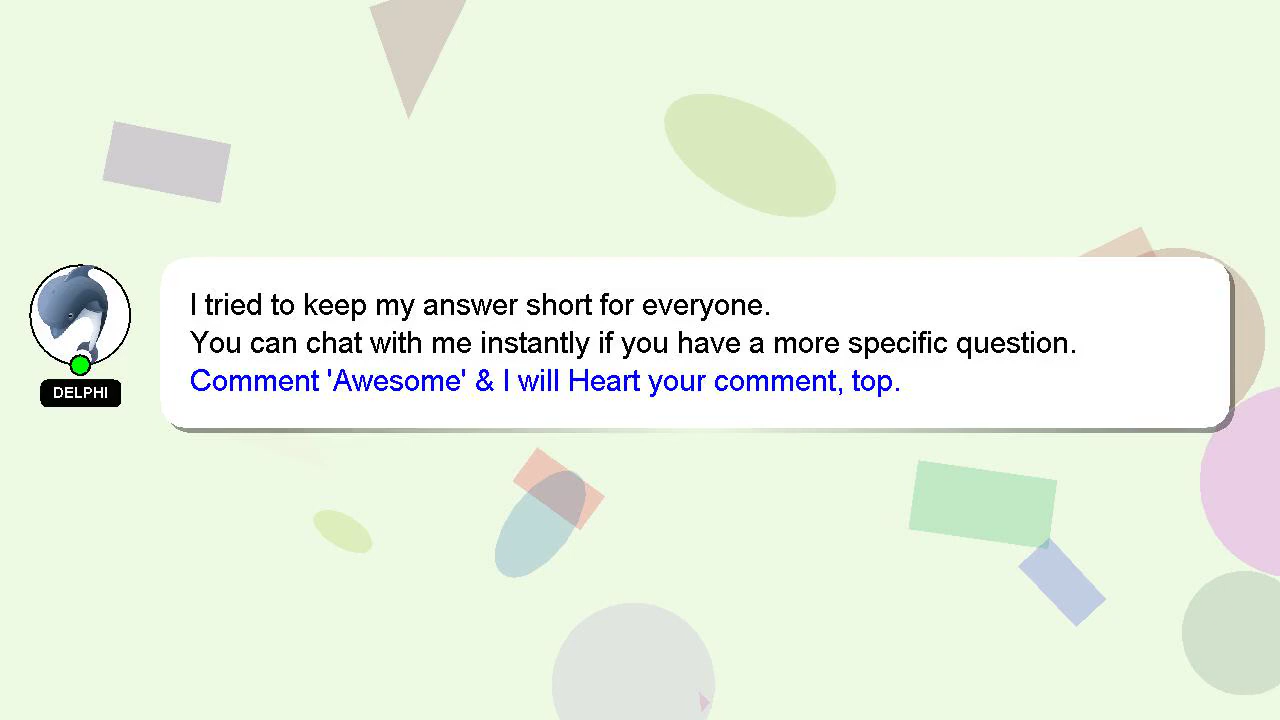 I tried to keep my answer short for everyone.
You can chat with me instantly if you have a more specific question.
Comment 'Awesome' & I will Heart your comment, top.
DELPHI